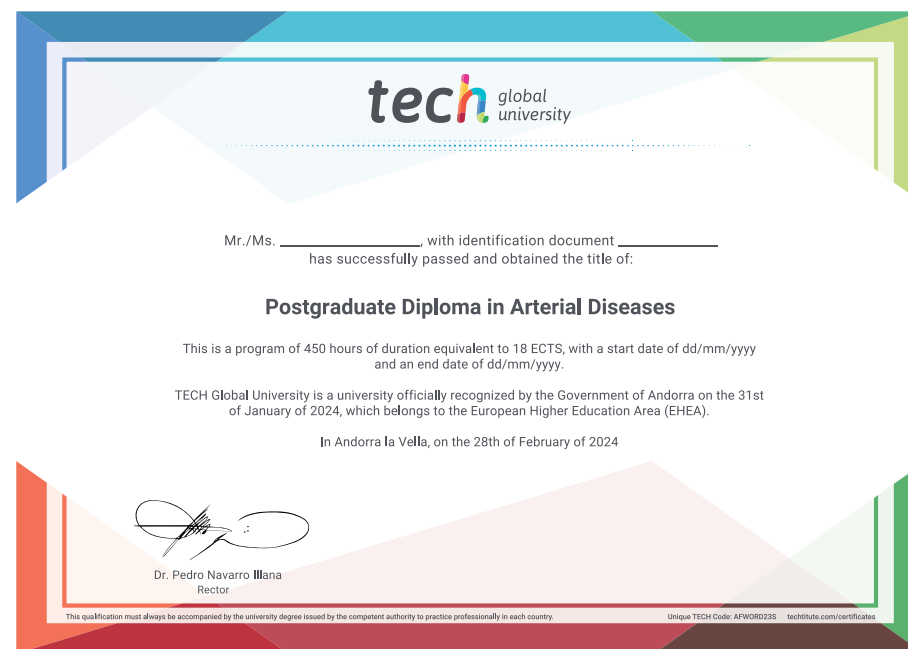 tech global university
Mr./Ms. ____________________, with identification document ______________
has successfully passed and obtained the title of:
Postgraduate Diploma in Arterial Diseases
This is a program of 450 hours of duration equivalent to 18 ECTS, with a start date of dd/mm/yyyy
and an end date of dd/mm/yyyy.
TECH Global University is a university officially recognized by the Government of Andorra on the 31st
of January of 2024, which belongs to the European Higher Education Area (EHEA).
In Andorra la Vella, on the 28th of February of 2024
Dr. Pedro Navarro Illana
Rector
This qualification must always be accompanied by the university degree issued by the competent authority to practice professionally in each country.
Unique TECH Code: AFWORD23S techtitute.com/certificates